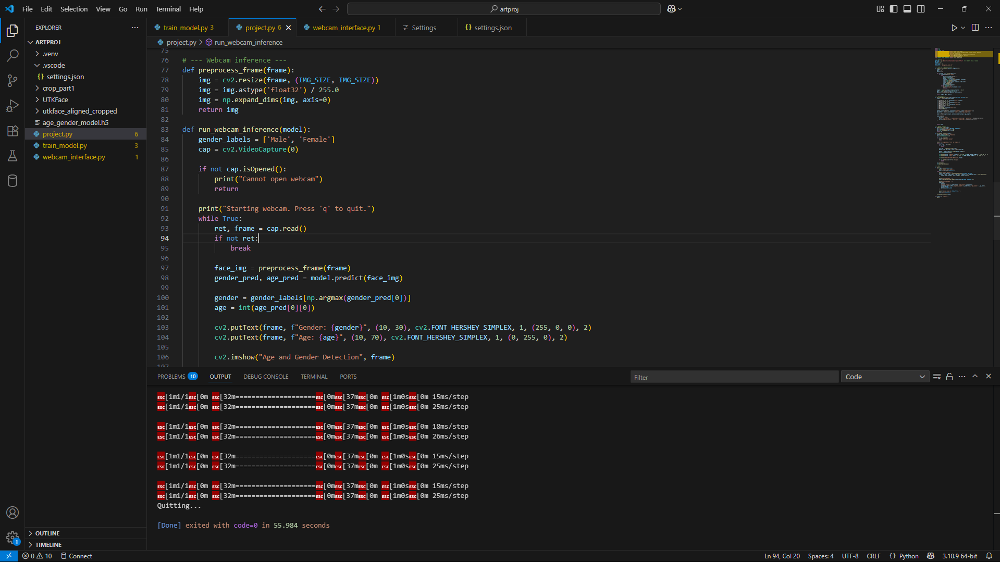 File Edit Selection View Go Run Terminal Help
artproj
EXPLORER
train_model.py 3
project.py 6
webcam_interface.py 1
Settings
settings.json
ARTPROJ
.venv
.vscode
settings.json
crop_part1
UTKFace
utkface_aligned_cropped
age_gender_model.h5
project.py 6
train_model.py 3
webcam_interface.py 1
OUTLINE
TIMELINE
project.py > run_webcam_inference
75
76 # --- Webcam inference ---
77 def preprocess_frame(frame):
78 img = cv2.resize(frame, (IMG_SIZE, IMG_SIZE))
79 img = img.astype('float32') / 255.0
80 img = np.expand_dims(img, axis=0)
81 return img
82
83 def run_webcam_inference(model):
84 gender_labels = ['Male', 'Female']
85 cap = cv2.VideoCapture(0)
86
87 if not cap.isOpened():
88 print("Cannot open webcam")
89 return
90
91 print("Starting webcam. Press 'q' to quit.")
92 while True:
93 ret, frame = cap.read()
94 if not ret:
95 break
96
97 face_img = preprocess_frame(frame)
98 gender_pred, age_pred = model.predict(face_img)
99
100 gender = gender_labels[np.argmax(gender_pred[0])]
101 age = int(age_pred[0][0])
102
103 cv2.putText(frame, f"Gender: {gender}", (10, 30), cv2.FONT_HERSHEY_SIMPLEX, 1, (255, 0, 0), 2)
104 cv2.putText(frame, f"Age: {age}", (10, 70), cv2.FONT_HERSHEY_SIMPLEX, 1, (0, 255, 0), 2)
105
106 cv2.imshow("Age and Gender Detection", frame)
107
PROBLEMS 10 OUTPUT DEBUG CONSOLE TERMINAL PORTS
Filter
Code
ESC[1m1/1ESC[0m ESC[32m====================ESC[0mESC[37mESC[0m ESC[1m0sESC[0m 15ms/step
ESC[1m1/1ESC[0m ESC[32m====================ESC[0mESC[37mESC[0m ESC[1m0sESC[0m 25ms/step
ESC[1m1/1ESC[0m ESC[32m====================ESC[0mESC[37mESC[0m ESC[1m0sESC[0m 18ms/step
ESC[1m1/1ESC[0m ESC[32m====================ESC[0mESC[37mESC[0m ESC[1m0sESC[0m 26ms/step
ESC[1m1/1ESC[0m ESC[32m====================ESC[0mESC[37mESC[0m ESC[1m0sESC[0m 15ms/step
ESC[1m1/1ESC[0m ESC[32m====================ESC[0mESC[37mESC[0m ESC[1m0sESC[0m 25ms/step
ESC[1m1/1ESC[0m ESC[32m====================ESC[0mESC[37mESC[0m ESC[1m0sESC[0m 15ms/step
ESC[1m1/1ESC[0m ESC[32m====================ESC[0mESC[37mESC[0m ESC[1m0sESC[0m 25ms/step
Quitting...
[Done] exited with code=0 in 55.984 seconds
1
0 10 Connect
Ln 94, Col 20 Spaces: 4 UTF-8 CRLF {} Python 3.10.9 64-bit